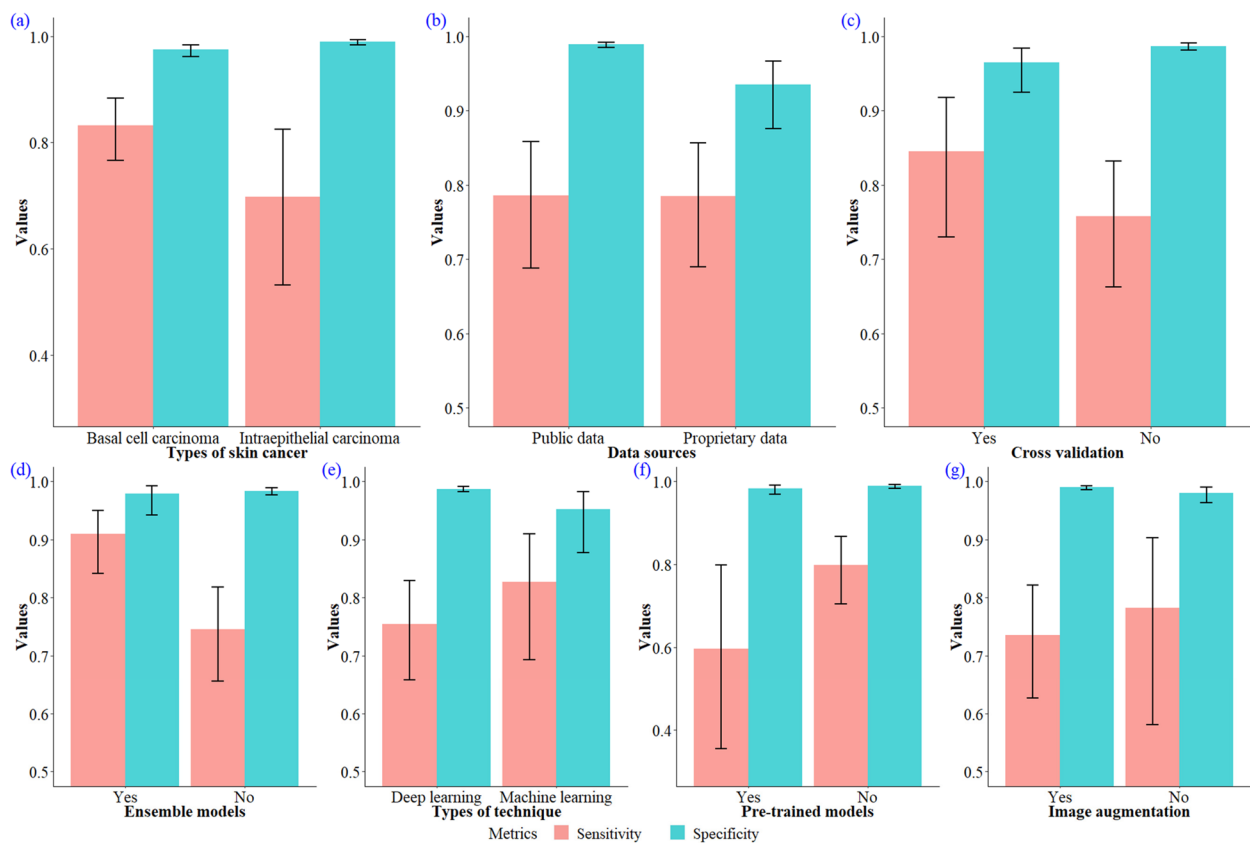 (a)
1.0
0.8
0.6
0.4
Values
Basal cell carcinoma
Intraepithelial carcinoma
Types of skin cancer
(b)
1.0
0.9
0.8
0.7
0.6
0.5
Values
Public data
Proprietary data
Data sources
(c)
1.0
0.9
0.8
0.7
0.6
0.5
Values
Yes
No
Cross validation
(d)
1.0
0.9
0.8
0.7
0.6
0.5
Values
Yes
No
Ensemble models
(e)
1.0
0.9
0.8
0.7
0.6
0.5
Values
Deep learning
Machine learning
Types of technique
(f)
1.0
0.8
0.6
0.4
Values
Yes
No
Pre-trained models
(g)
1.0
0.9
0.8
0.7
0.6
0.5
Values
Yes
No
Image augmentation
Metrics Sensitivity Specificity